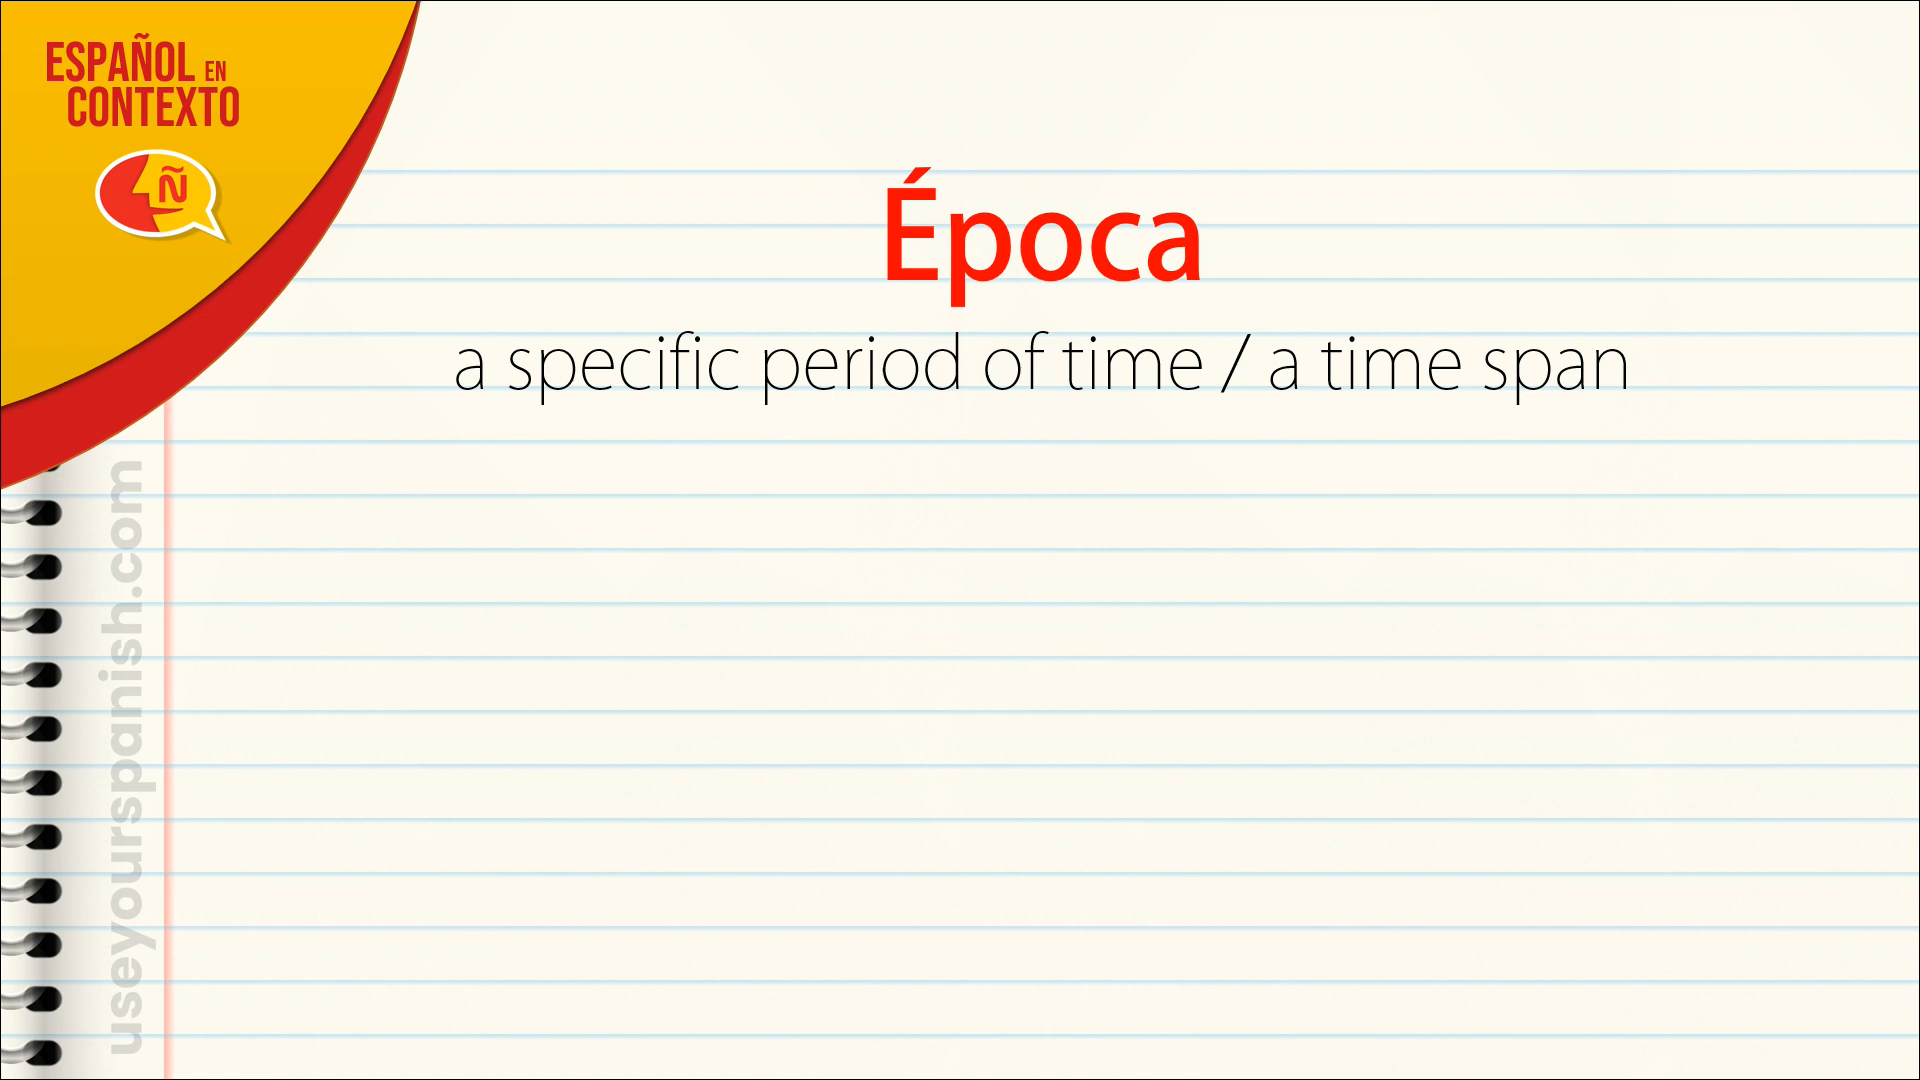 ESPAÑOL EN
CONTEXTO
Ñ
Época
a specific period of time / a time span
useyourspanish.com